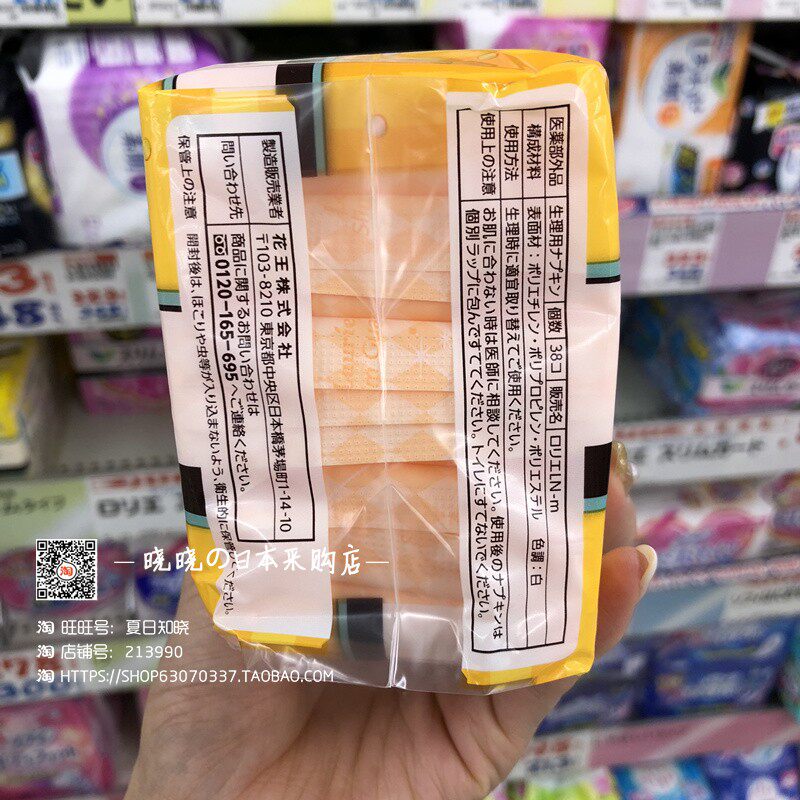 医薬部外品 生理用ナプキン 個数 38コ 販売名 ロリエLN-m
構成材料 表面材:ポリエチレン・ポリプロピレン・ポリエステル 色調:白
使用方法 生理時に適宜取り替えてご使用ください。
使用上の注意 お肌に合わない時は医師に相談してください。使用後のナプキンは
個別ラップに包んですててください。トイレにすてないでください。
製造販売業者 花王株式会社
〒103-8210 東京都中央区日本橋茅場町1-14-10
問い合わせ先 商品に関するお問い合わせは
0120-165-695 へご連絡ください。
保管上の注意 開封後は、ほこりや虫等が入り込まないよう、衛生的に保管ください。
—晓晓の日本采购店—
淘 旺旺号: 夏日知晓
淘 店铺号: 213990
淘 HTTPS://SHOP63070337.TAOBAO.COM